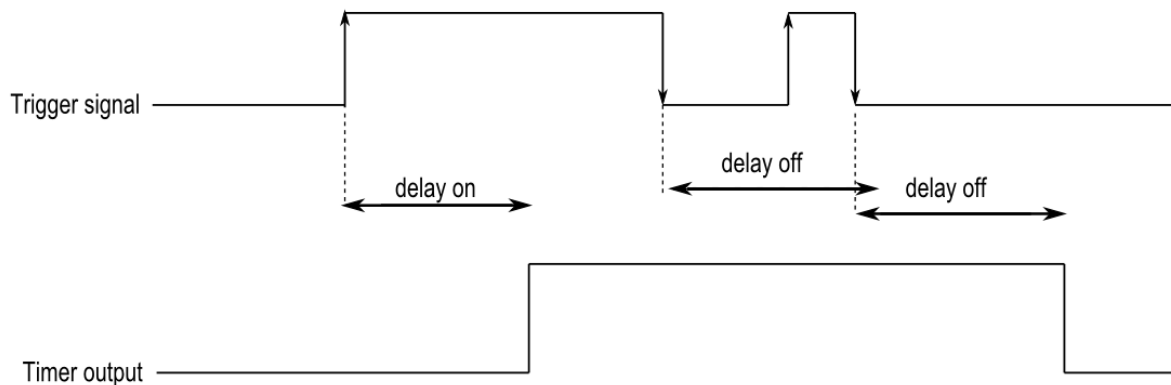 Trigger signal
delay on
delay off
delay off
Timer output